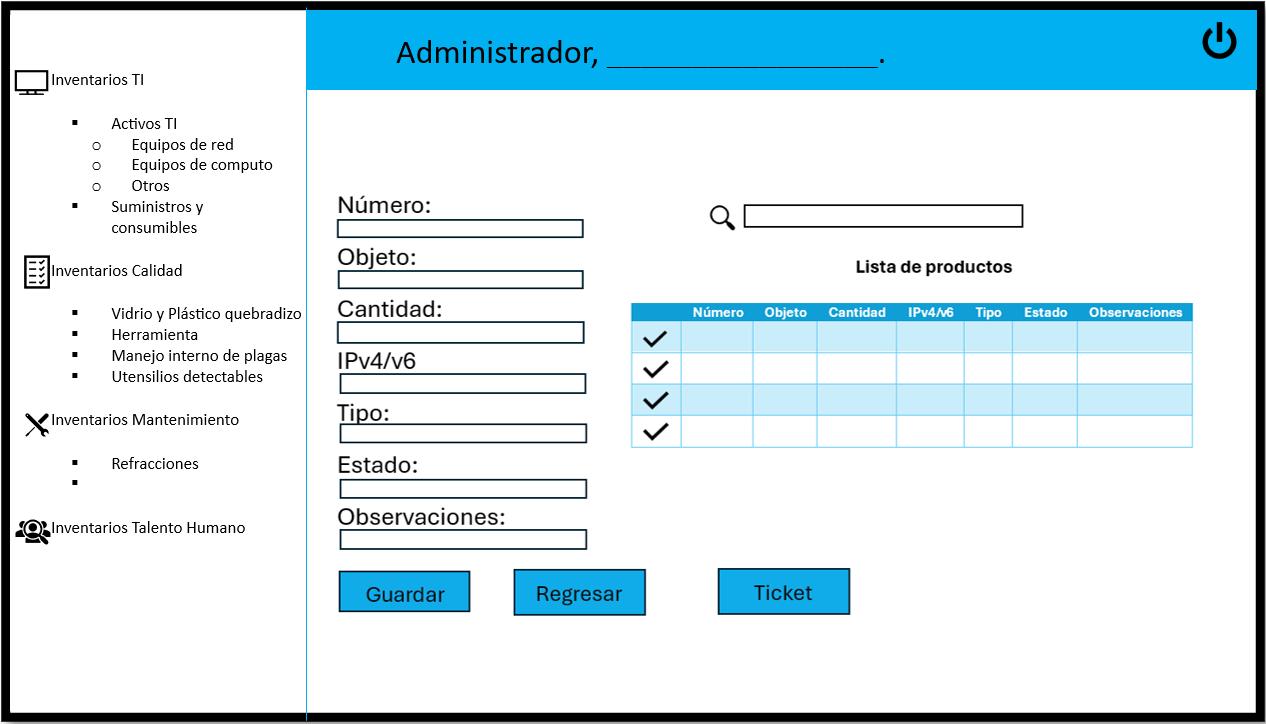 Administrador, ________________.
Inventarios TI
Activos TI
Equipos de red
Equipos de computo
Otros
Suministros y
consumibles
Inventarios Calidad
Vidrio y Plástico quebradizo
Herramienta
Manejo interno de plagas
Utensilios detectables
Inventarios Mantenimiento
Refracciones
Inventarios Talento Humano
Número:
Objeto:
Cantidad:
IPv4/v6
Tipo:
Estado:
Observaciones:
Guardar
Regresar
Ticket
Lista de productos
Número Objeto Cantidad IPv4/v6 Tipo Estado Observaciones